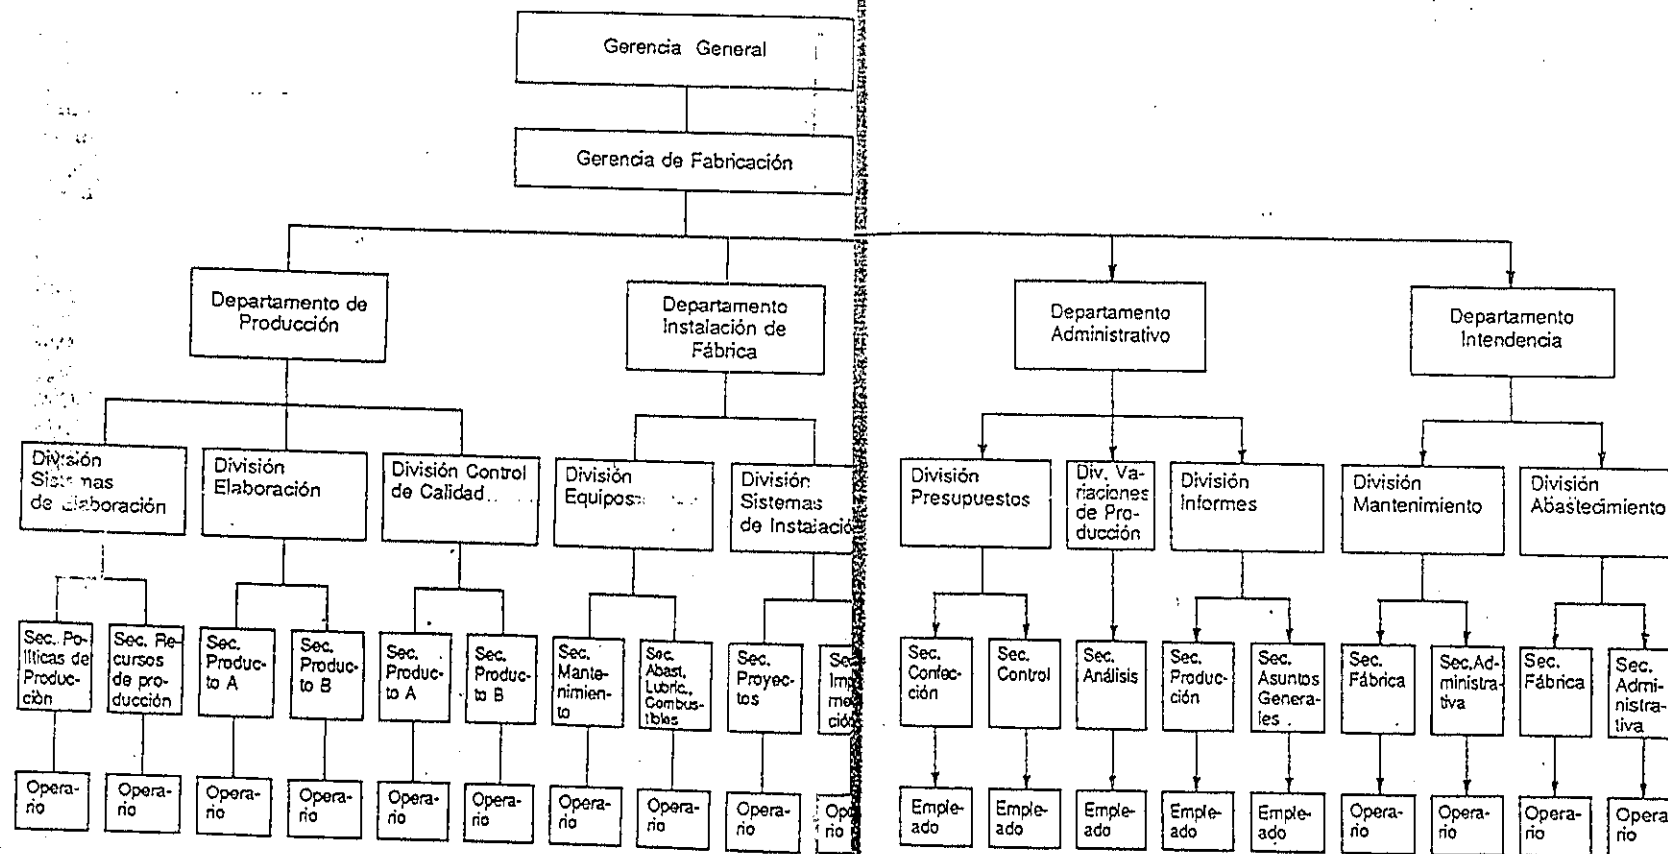 Gerencia General
Gerencia de Fabricación
Departamento de
Producción
Departamento
Instalación de
Fábrica
Departamento
Administrativo
Departamento
Intendencia
División
Sistemas
de Elaboración
División
Elaboración
División Control
de Calidad
División
Equipos
División
Sistemas
de Instalació
División
Presupuestos
Div. Va-
riaciones
de Pro-
ducción
División
Informes
División
Mantenimiento
División
Abastecimiento
Sec. Po-
líticas de
Produc-
ción
Sec. Re-
cursos
de pro-
ducción
Sec.
Produc-
to A
Sec.
Produc-
to B
Sec.
Produc-
to A
Sec.
Producto
to B
Sec.
Mante-
nimien-
to
Sec.
Abast.
Lubric.,
Combus-
tibles
Sec.
Proyec-
tos
Sec.
Confec-
ción
Sec.
Control
Sec.
Análisis
Sec.
Produc-
ción
Sec.
Asuntos
Genera-
les
Sec.
Fábrica
Sec. Ad-
ministra-
tiva
Sec.
Fábrica
Sec.
Admi-
nistra-
tiva
Opera-
rio
Opera-
rio
Opera-
rio
Opera-
rio
Opera-
rio
Opera-
rio
Opera-
rio
Opera-
rio
Opera-
rio
Ope
rio
Emple-
ado
Emple-
ado
Emple-
ado
Emple-
ado
Emple-
ado
Opera-
rio
Opera-
rio
Opera-
rio
Opera
rio